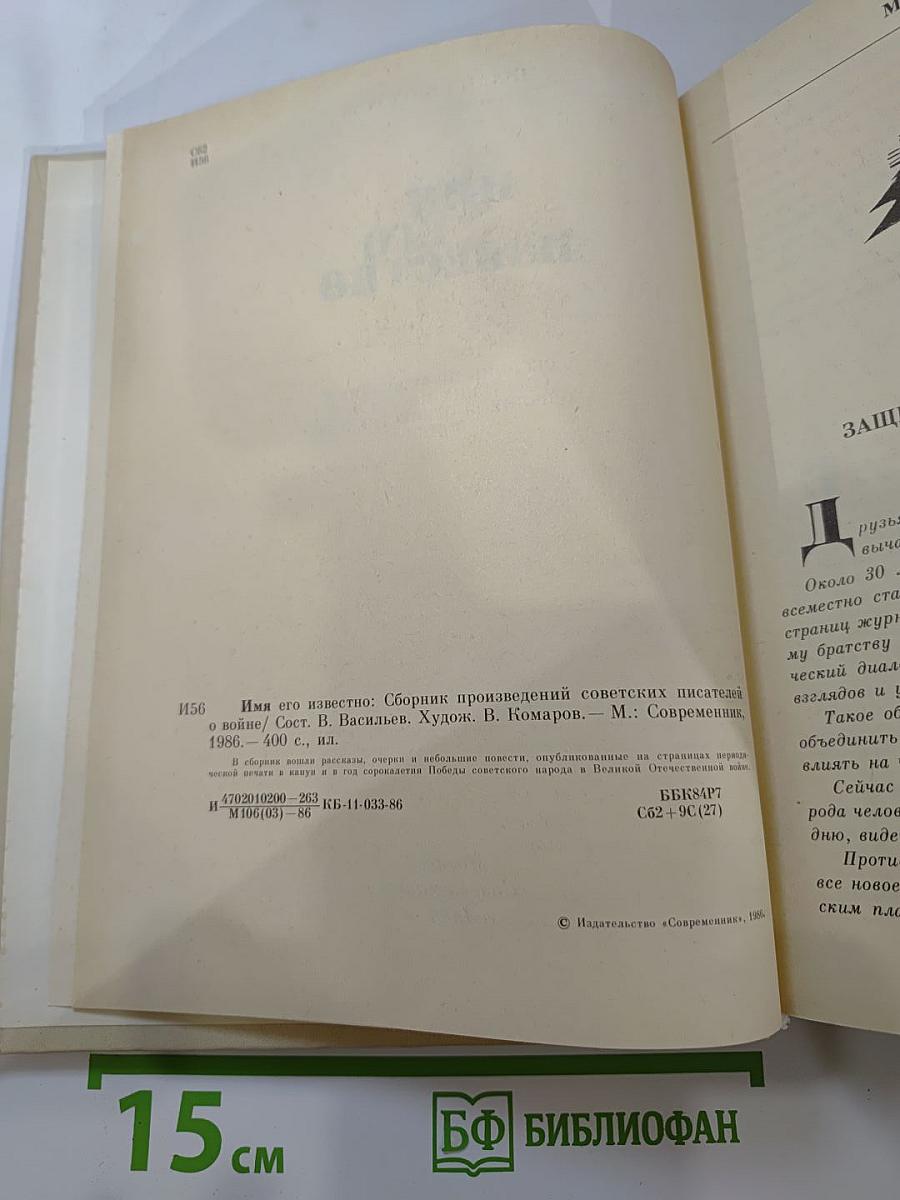 С62
И56
И56
Имя его известно: Сборник произведений советских писателей
о войне/ Сост. В. Васильев. Худож. В. Комаров.— М.: Современник,
1986.— 400 с., ил.
В сборник вошли рассказы, очерки и небольшие повести, опубликованные на страницах периоди-
ческой печати в канун и в год сорокалетия Победы советского народа в Великой Отечественной войне.
И 4702010200—263 КБ-11-033-86
М106(03)—86
ББК84Р7
Сб2+9С(27)
© Издательство «Современник», 1986.
М
ЗАЩИ
Друзья
выча
Около 30
всеместно ста
страниц журн
му братству
ческий диал
взглядов и у
Такое об
объединить
влиять на
Сейчас
рода челов
дню, виде
Проти
все новое
ским пла
15 см
БФ БИБЛИОФАН